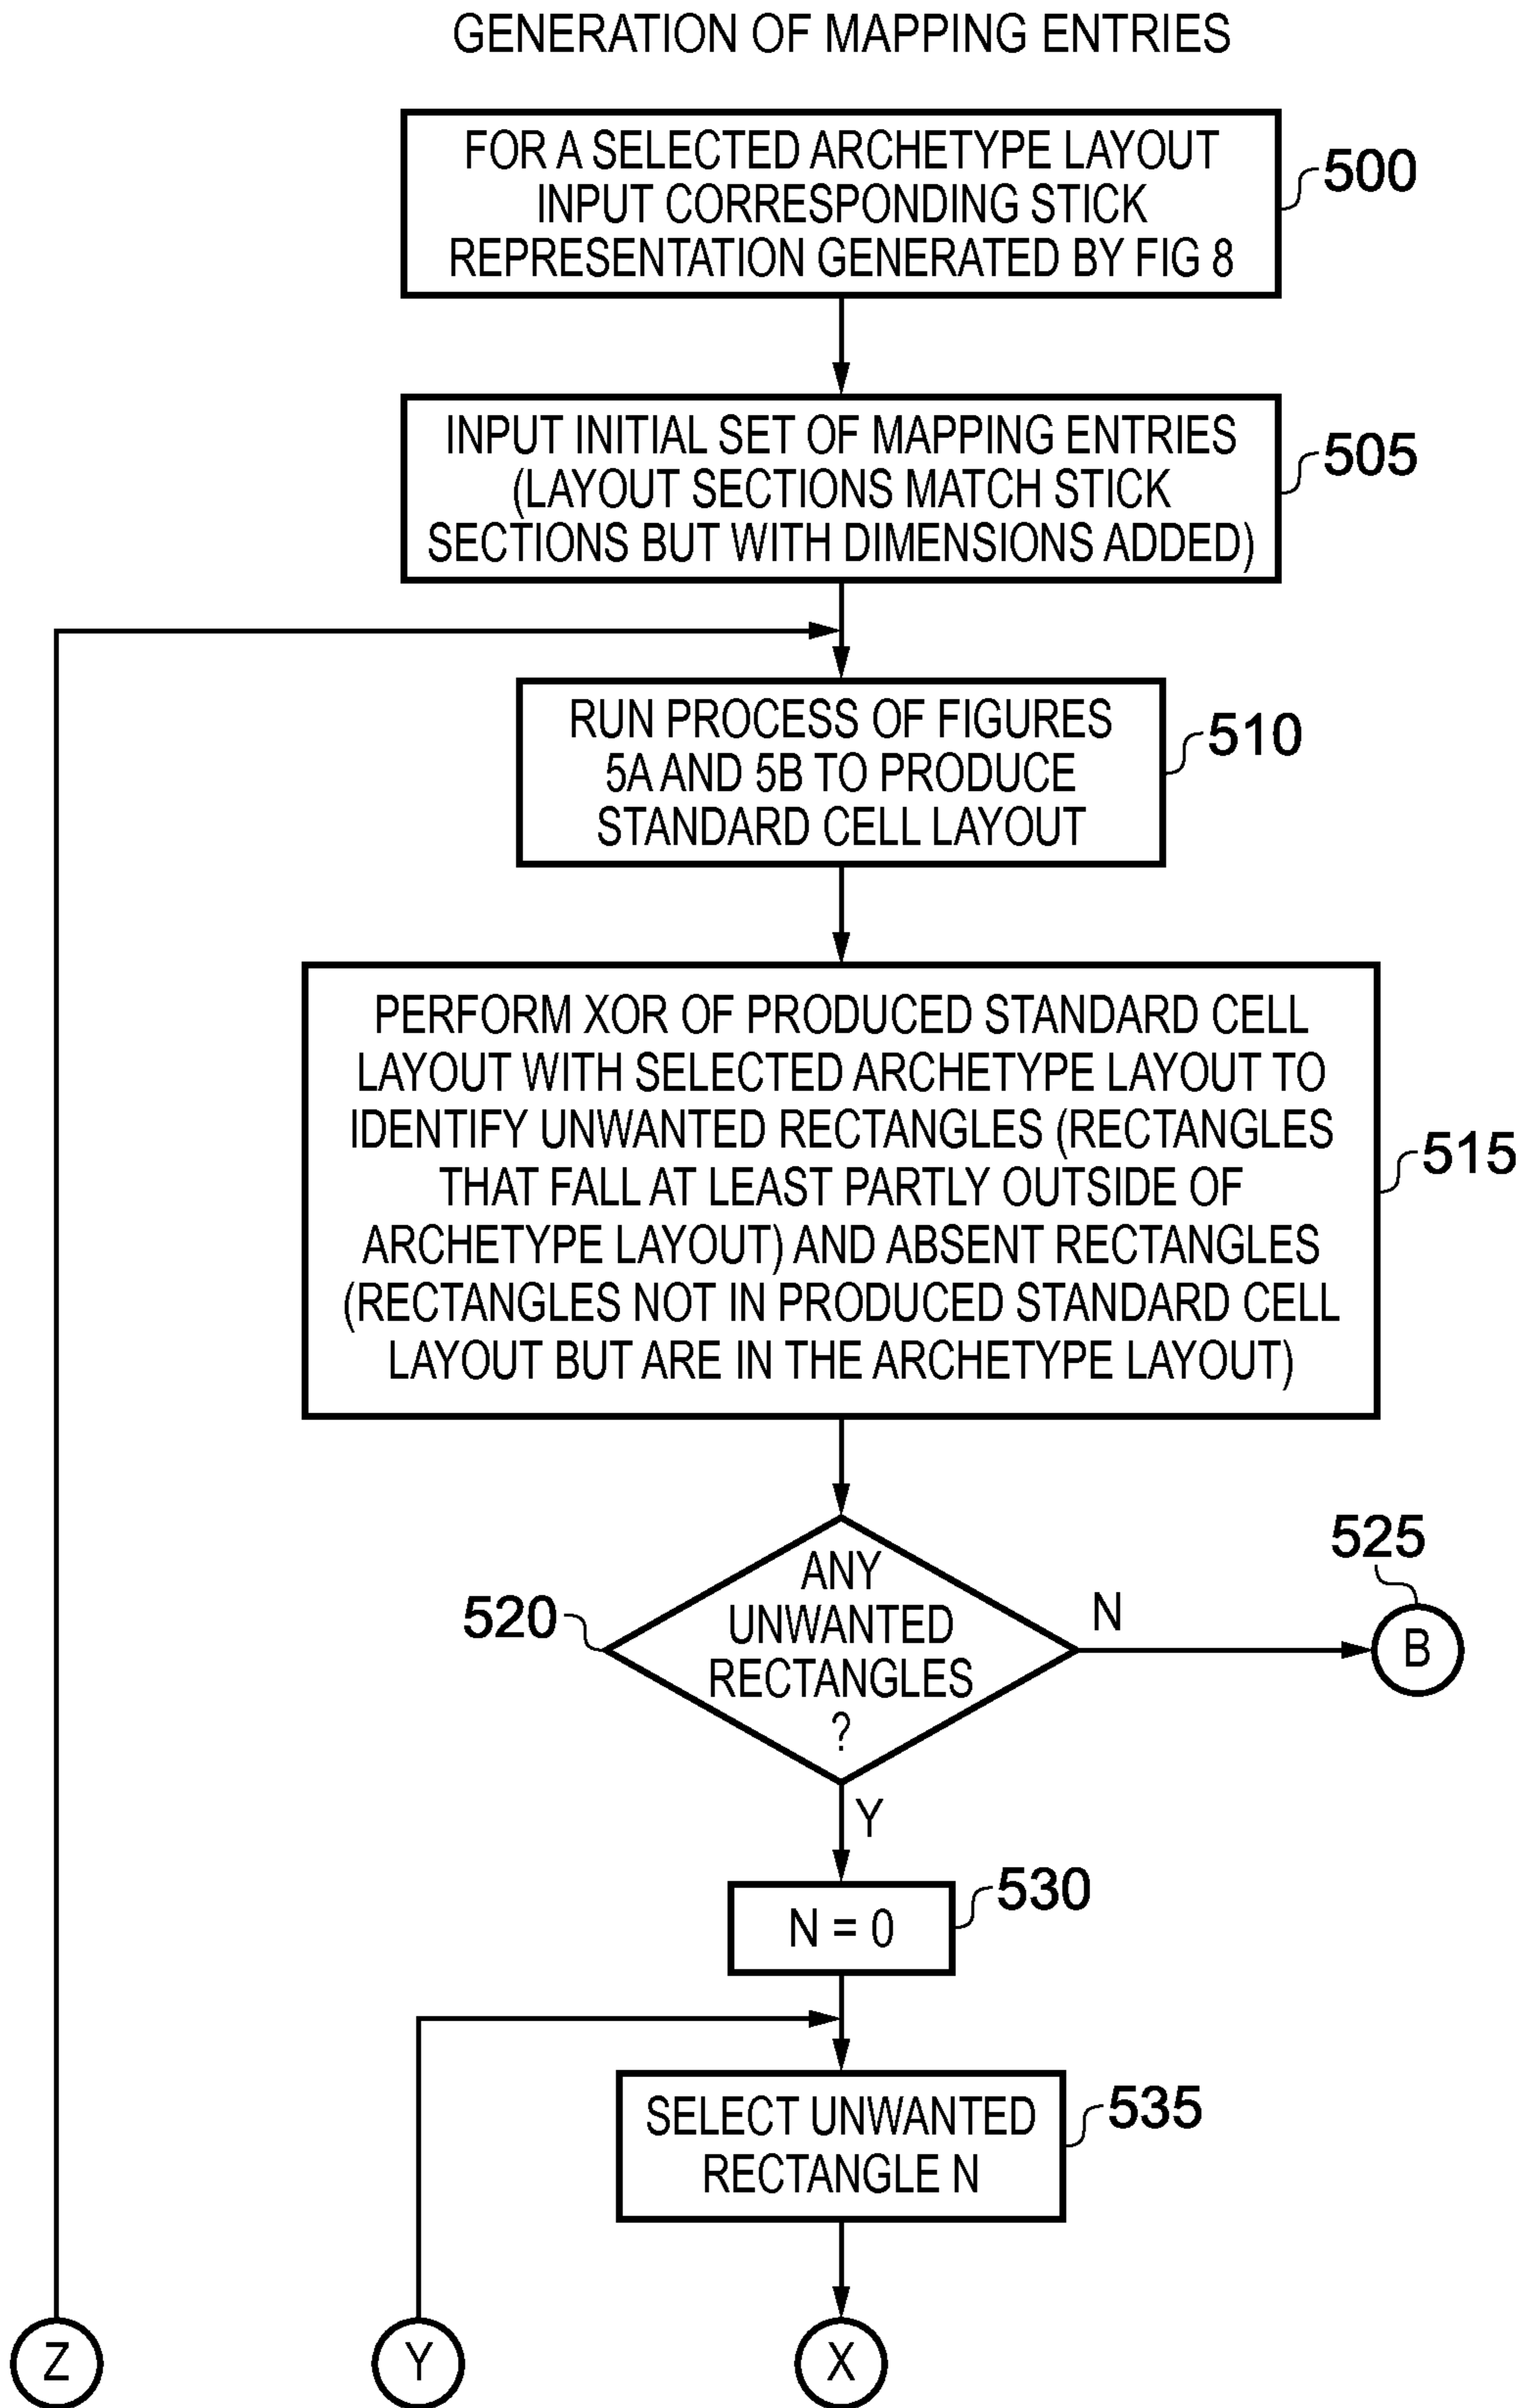 GENERATION OF MAPPING ENTRIES
FOR A SELECTED ARCHETYPE LAYOUT
INPUT CORRESPONDING STICK
REPRESENTATION GENERATED BY FIG 8
500
INPUT INITIAL SET OF MAPPING ENTRIES
(LAYOUT SECTIONS MATCH STICK
SECTIONS BUT WITH DIMENSIONS ADDED)
505
RUN PROCESS OF FIGURES
5A AND 5B TO PRODUCE
STANDARD CELL LAYOUT
510
PERFORM XOR OF PRODUCED STANDARD CELL
LAYOUT WITH SELECTED ARCHETYPE LAYOUT TO
IDENTIFY UNWANTED RECTANGLES (RECTANGLES
THAT FALL AT LEAST PARTLY OUTSIDE OF
ARCHETYPE LAYOUT) AND ABSENT RECTANGLES
(RECTANGLES NOT IN PRODUCED STANDARD CELL
LAYOUT BUT ARE IN THE ARCHETYPE LAYOUT)
515
ANY
UNWANTED
RECTANGLES
?
520
N
525
B
Y
N = 0
530
SELECT UNWANTED
RECTANGLE N
535
Z
Y
X